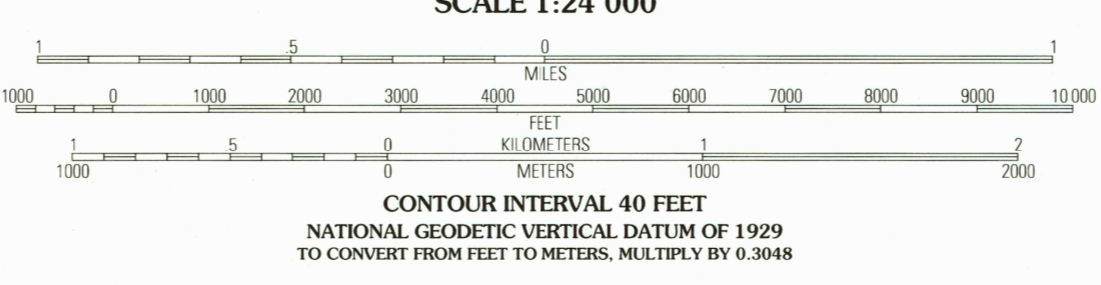 SCALE 1:24 000
1 .5 0 1
MILES
1000 0 1000 2000 3000 4000 5000 6000 7000 8000 9000 10 000
FEET
1 .5 0 KILOMETERS 1 2
1000 0 METERS 1000 2000
CONTOUR INTERVAL 40 FEET
NATIONAL GEODETIC VERTICAL DATUM OF 1929
TO CONVERT FROM FEET TO METERS, MULTIPLY BY 0.3048